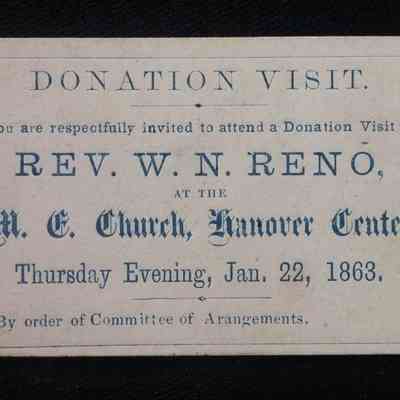 DONATION VISIT.
ou are respectfully invited to attend a Donation Visit
REV. W. N. RENO,
AT THE
M. E. Church, Hanover Cente
Thursday Evening, Jan. 22, 1863.
By order of Committee of Arangements.